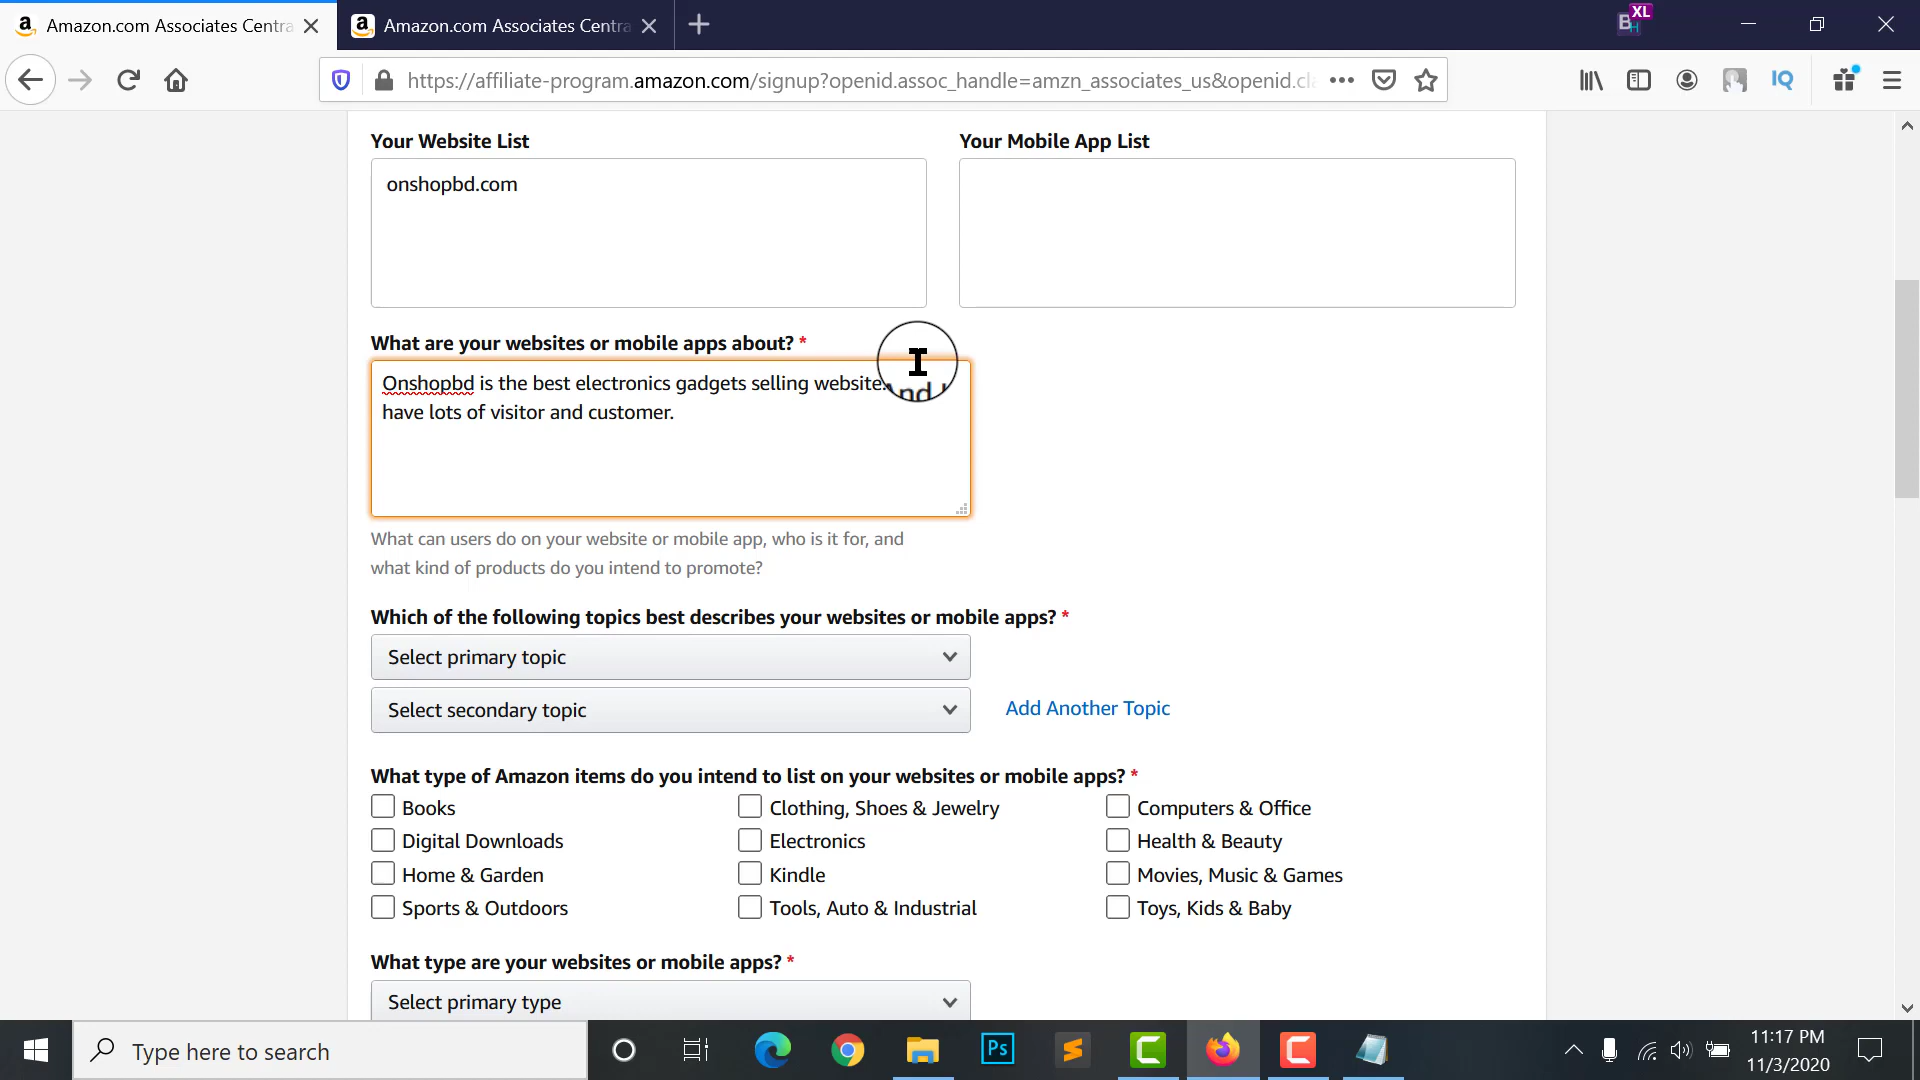 Amazon.com Associates Centra
Amazon.com Associates Centra
XL
https://affiliate-program.amazon.com/signup?openid.assoc_handle=amzn_associates_us&openid.cl
IQ
Your Website List
Your Mobile App List
onshopbd.com
What are your websites or mobile apps about? *
Onshopbd is the best electronics gadgets selling website. And I
have lots of visitor and customer.
What can users do on your website or mobile app, who is it for, and
what kind of products do you intend to promote?
Which of the following topics best describes your websites or mobile apps? *
Select primary topic
Select secondary topic
Add Another Topic
What type of Amazon items do you intend to list on your websites or mobile apps? *
Books
Clothing, Shoes & Jewelry
Computers & Office
Digital Downloads
Electronics
Health & Beauty
Home & Garden
Kindle
Movies, Music & Games
Sports & Outdoors
Tools, Auto & Industrial
Toys, Kids & Baby
What type are your websites or mobile apps? *
Select primary type
Type here to search
Ps
11:17 PM
11/3/2020